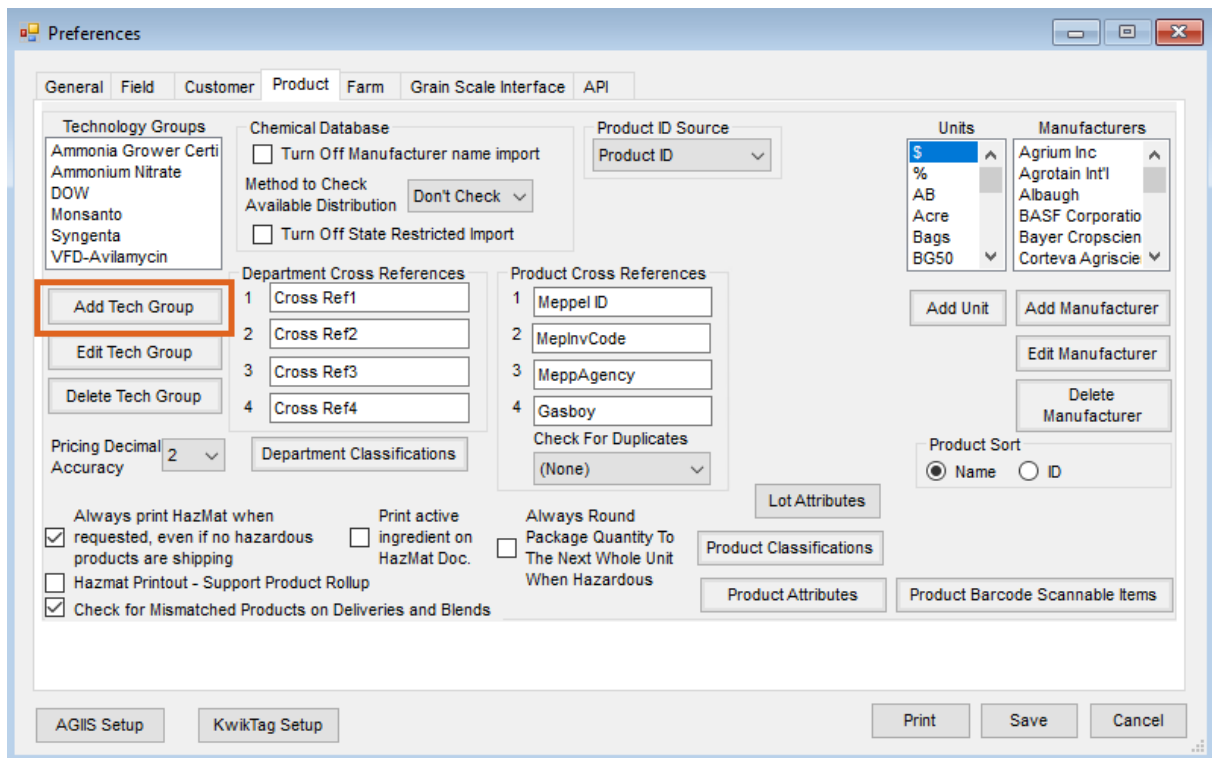 Preferences
General Field Customer Product Farm Grain Scale Interface API
Technology Groups
Ammonia Grower Certi
Ammonium Nitrate
DOW
Monsanto
Syngenta
VFD-Avilamycin
Add Tech Group
Edit Tech Group
Delete Tech Group
Pricing Decimal
Accuracy
2
Chemical Database
Turn Off Manufacturer name import
Method to Check
Available Distribution
Don't Check
Turn Off State Restricted Import
Department Cross References
1 Cross Ref1
2 Cross Ref2
3 Cross Ref3
4 Cross Ref4
Department Classifications
Product ID Source
Product ID
Product Cross References
1 Meppel ID
2 MepInvCode
3 MeppAgency
4 Gasboy
Check For Duplicates
(None)
Units
$
%
AB
Acre
Bags
BG50
Add Unit
Manufacturers
Agrium Inc
Agrotain Int'l
Albaugh
BASF Corporatio
Bayer Cropscien
Corteva Agriscie
Add Manufacturer
Edit Manufacturer
Delete
Manufacturer
Product Sort
Name ID
Always print HazMat when
requested, even if no hazardous
products are shipping
Print active
ingredient on
HazMat Doc.
Always Round
Package Quantity To
The Next Whole Unit
When Hazardous
Hazmat Printout - Support Product Rollup
Check for Mismatched Products on Deliveries and Blends
Lot Attributes
Product Classifications
Product Attributes
Product Barcode Scannable Items
AGIIS Setup
KwikTag Setup
Print
Save
Cancel